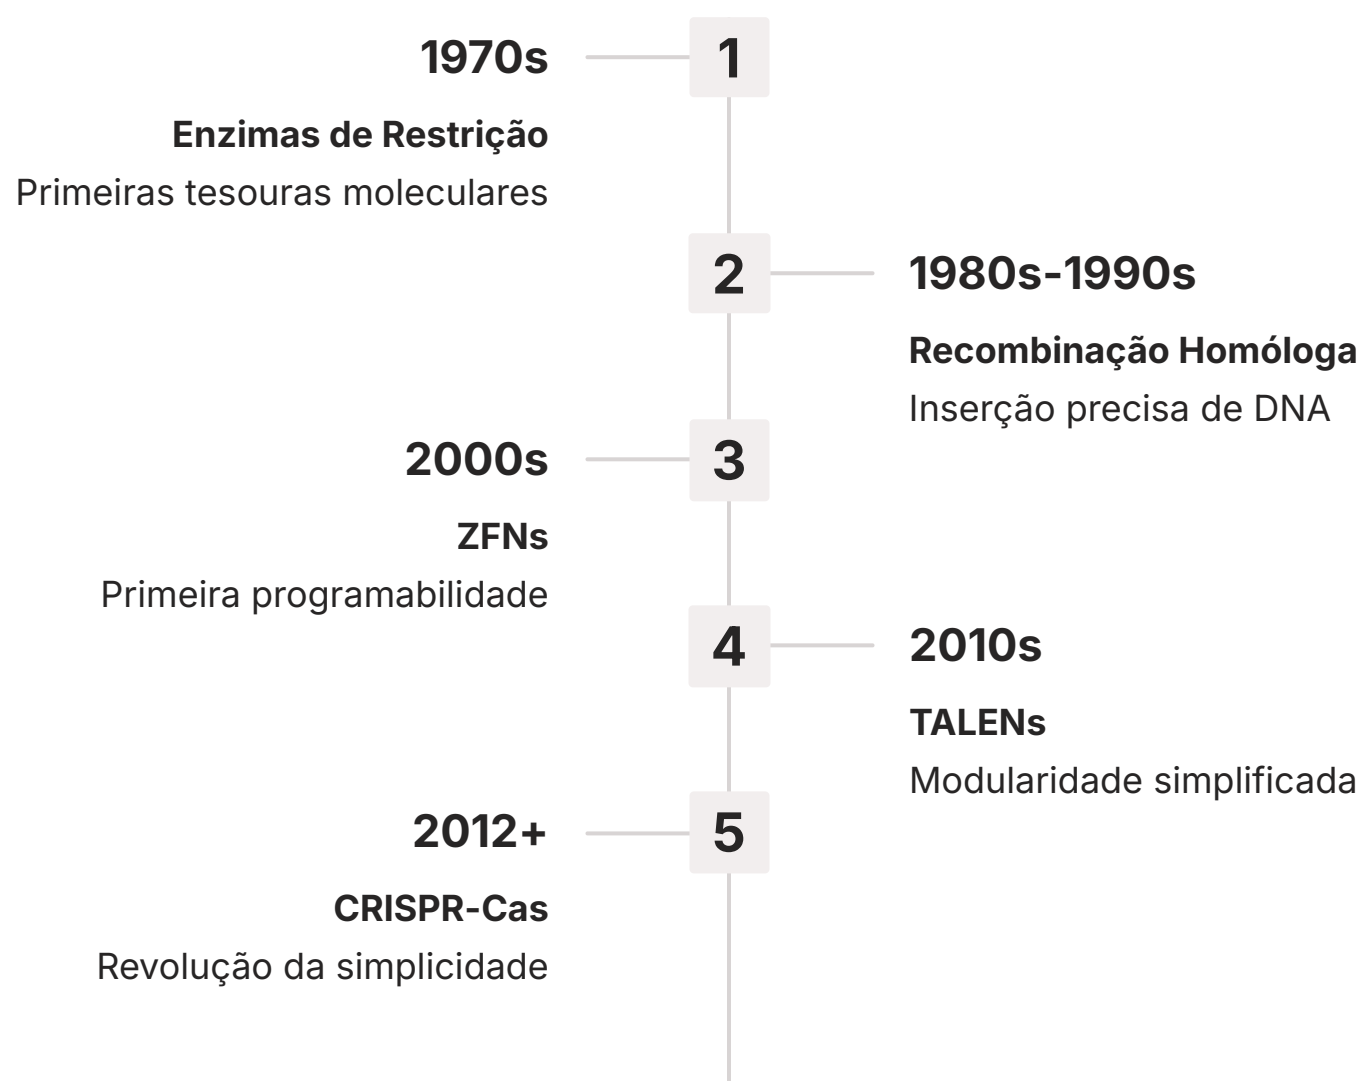 1970s
1
Enzimas de Restrição
Primeiras tesouras moleculares
2
1980s-1990s
Recombinação Homóloga
Inserção precisa de DNA
2000s
3
ZFNs
Primeira programabilidade
4
2010s
TALENs
Modularidade simplificada
2012+
5
CRISPR-Cas
Revolução da simplicidade